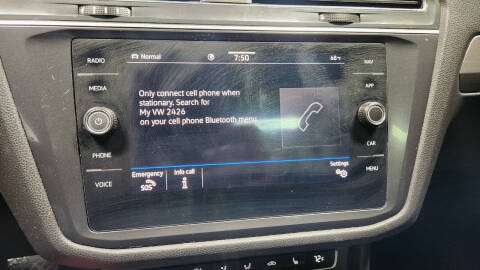 RADIO
Normal
7:50
68°F
NAV
MEDIA
APP
Only connect cell phone when
stationary. Search for
My VW 2426
on your cell phone Bluetooth menu
PHONE
CAR
VOICE
Emergency
SOS
Info call
Settings
MENU